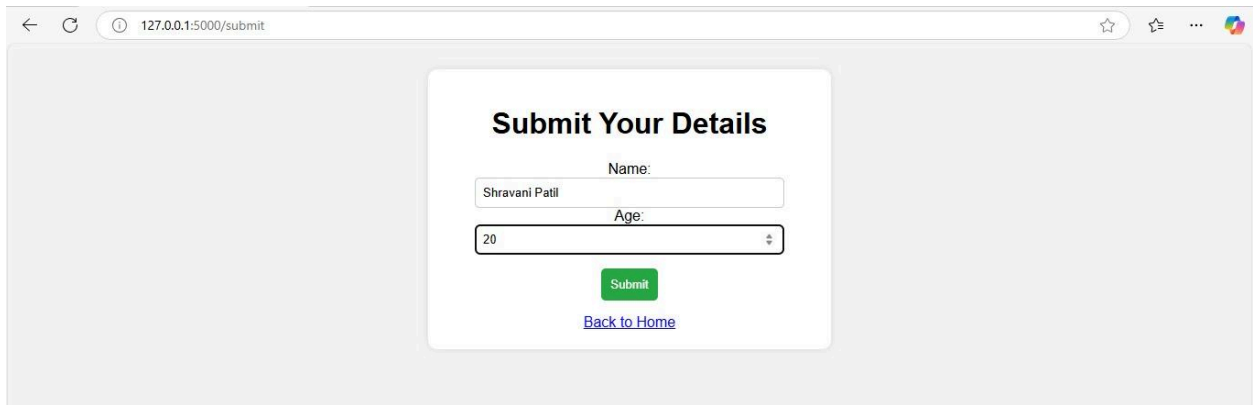 127.0.0.1:5000/submit
Submit Your Details
Name:
Shravani Patil
Age:
20
Submit
Back to Home